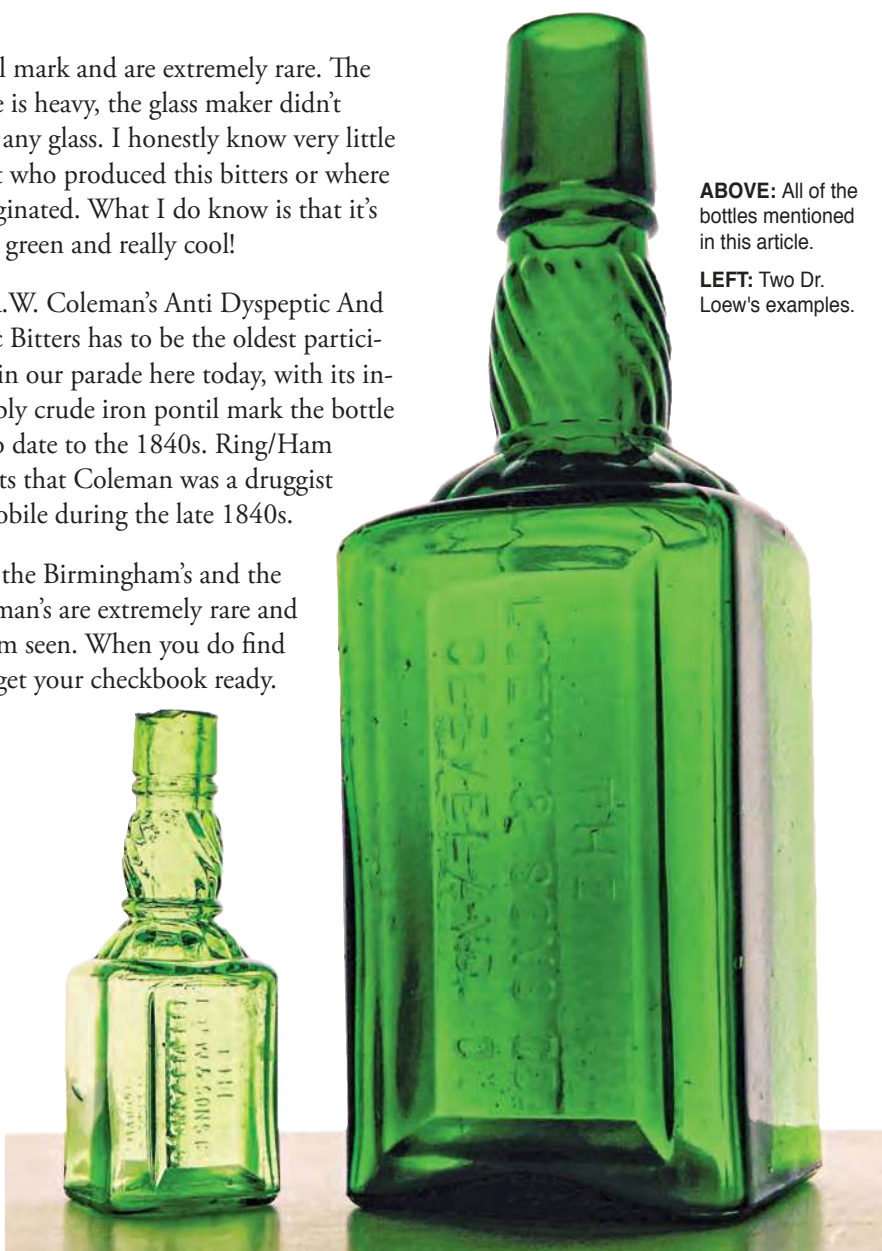 l mark and are extremely rare. The
e is heavy, the glass maker didn't
any glass. I honestly know very little
t who produced this bitters or where
ginated. What I do know is that it's
green and really cool!
.W. Coleman's Anti Dyspeptic And
c Bitters has to be the oldest partici-
in our parade here today, with its in-
bly crude iron pontil mark the bottle
o date to the 1840s. Ring/Ham
ts that Coleman was a druggist
obile during the late 1840s.
the Birmingham's and the
man's are extremely rare and
m seen. When you do find
get your checkbook ready.
ABOVE: All of the
bottles mentioned
in this article.
LEFT: Two Dr.
Loew's examples.
THE
LOEW & SONS CO
CLEVELAND. O
THE
LOEW & SONS C